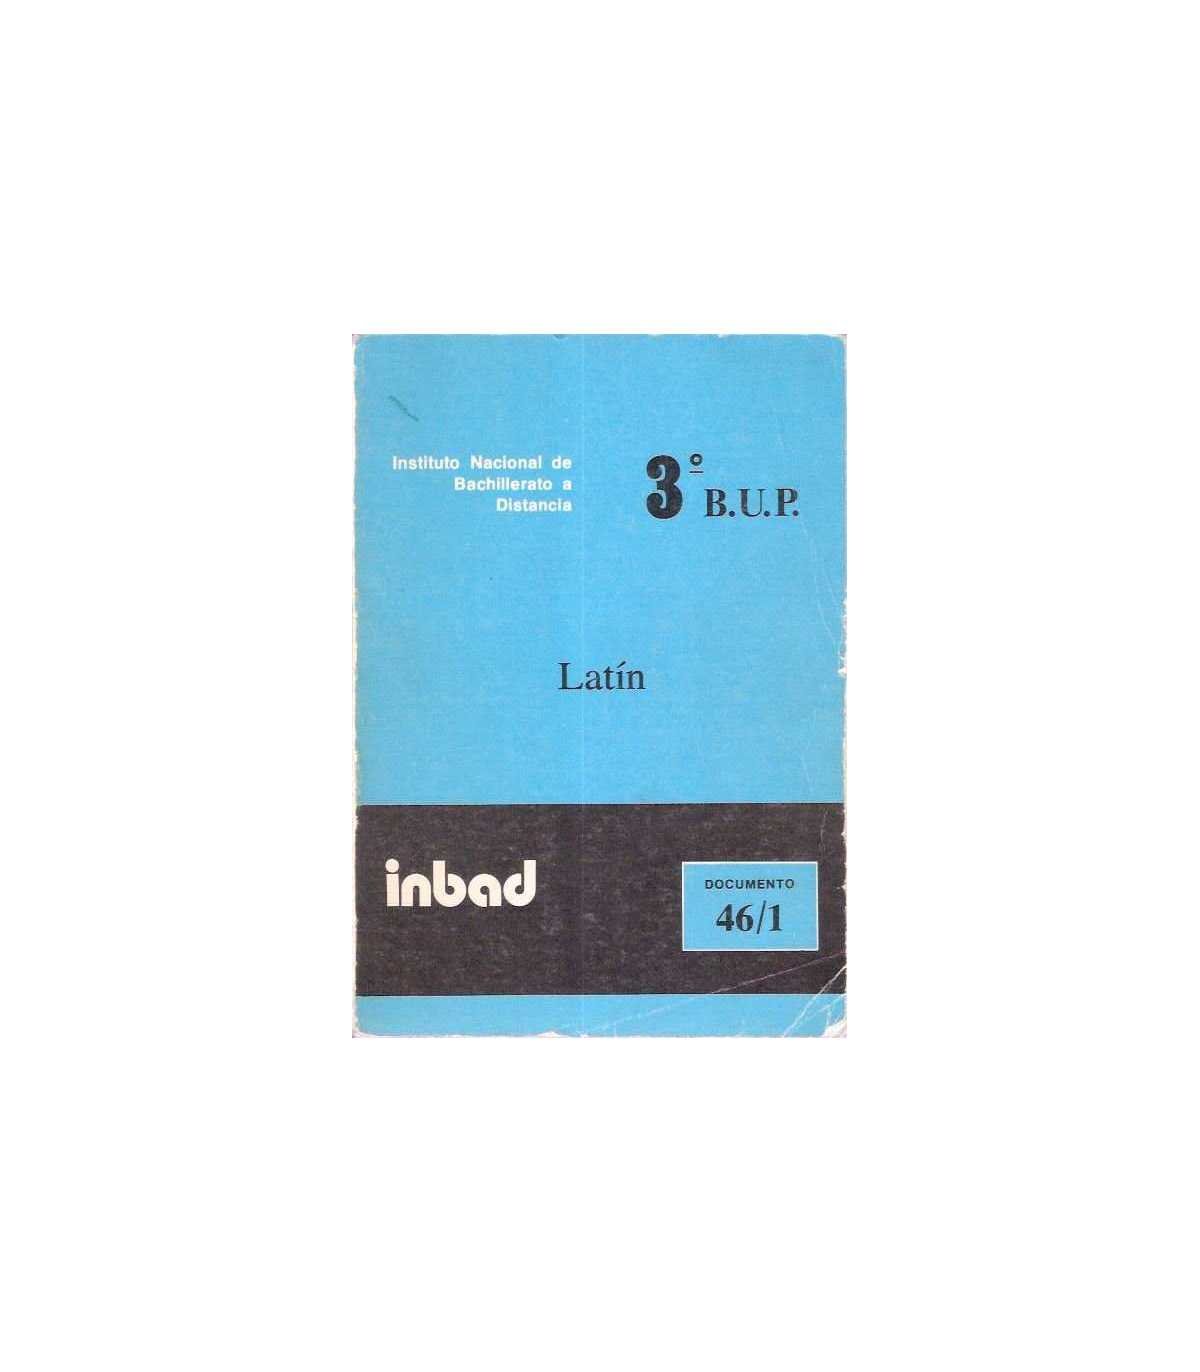 Instituto Nacional de
Bachillerato a
Distancia
3º B.U.P.
Latín
inbad
DOCUMENTO
46/1